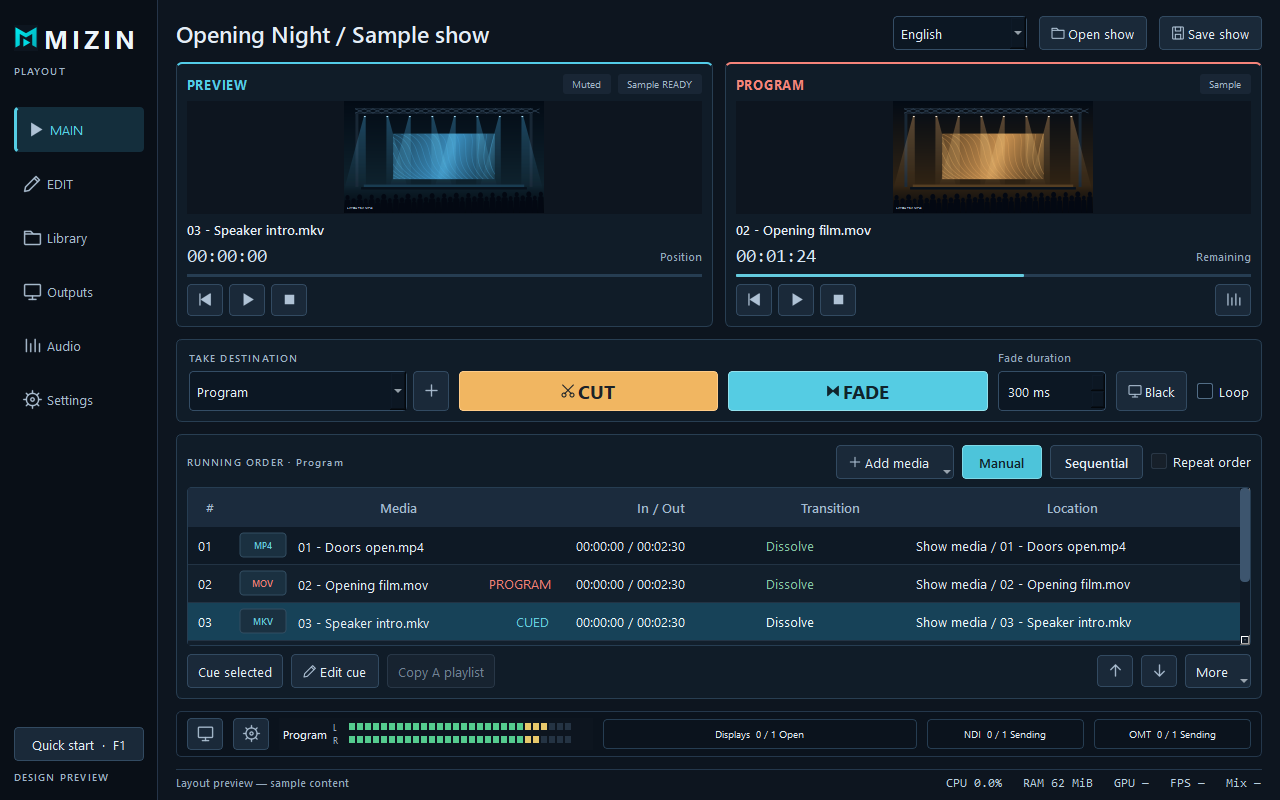 MIZIN
PLAYOUT
MAIN
EDIT
Library
Outputs
Audio
Settings
Quick start · F1
DESIGN PREVIEW
Opening Night / Sample show
English
Open show
Save show
PREVIEW
Muted
Sample READY
03 - Speaker intro.mkv
00:00:00
Position
PROGRAM
Sample
02 - Opening film.mov
00:01:24
Remaining
TAKE DESTINATION
Program
CUT
FADE
Fade duration
300 ms
Black
Loop
RUNNING ORDER · Program
Add media
Manual
Sequential
Repeat order
# Media In / Out Transition Location
01 MP4 01 - Doors open.mp4 00:00:00 / 00:02:30 Dissolve Show media / 01 - Doors open.mp4
02 MOV 02 - Opening film.mov PROGRAM 00:00:00 / 00:02:30 Dissolve Show media / 02 - Opening film.mov
03 MKV 03 - Speaker intro.mkv CUED 00:00:00 / 00:02:30 Dissolve Show media / 03 - Speaker intro.mkv
Cue selected
Edit cue
Copy A playlist
More
Program
L
R
Displays 0 / 1 Open
NDI 0 / 1 Sending
OMT 0 / 1 Sending
Layout preview — sample content
CPU 0.0% RAM 62 MiB GPU — FPS — Mix —